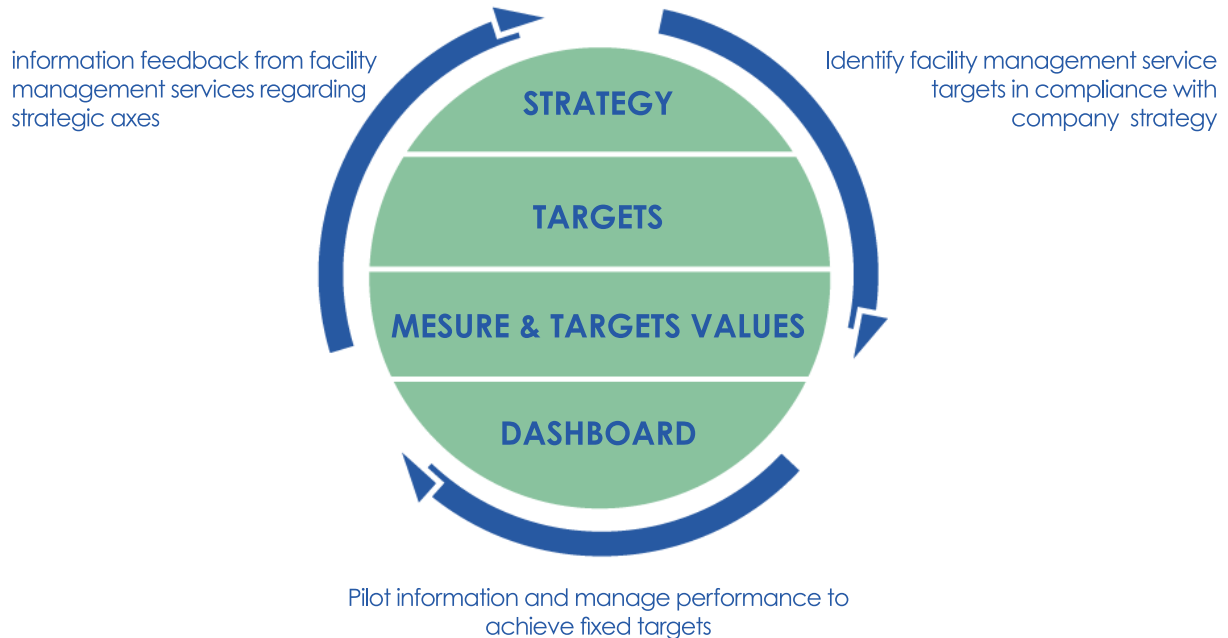 information feedback from facility
management services regarding
strategic axes
Identify facility management service
targets in compliance with
company strategy
STRATEGY
TARGETS
MESURE & TARGETS VALUES
DASHBOARD
Pilot information and manage performance to
achieve fixed targets